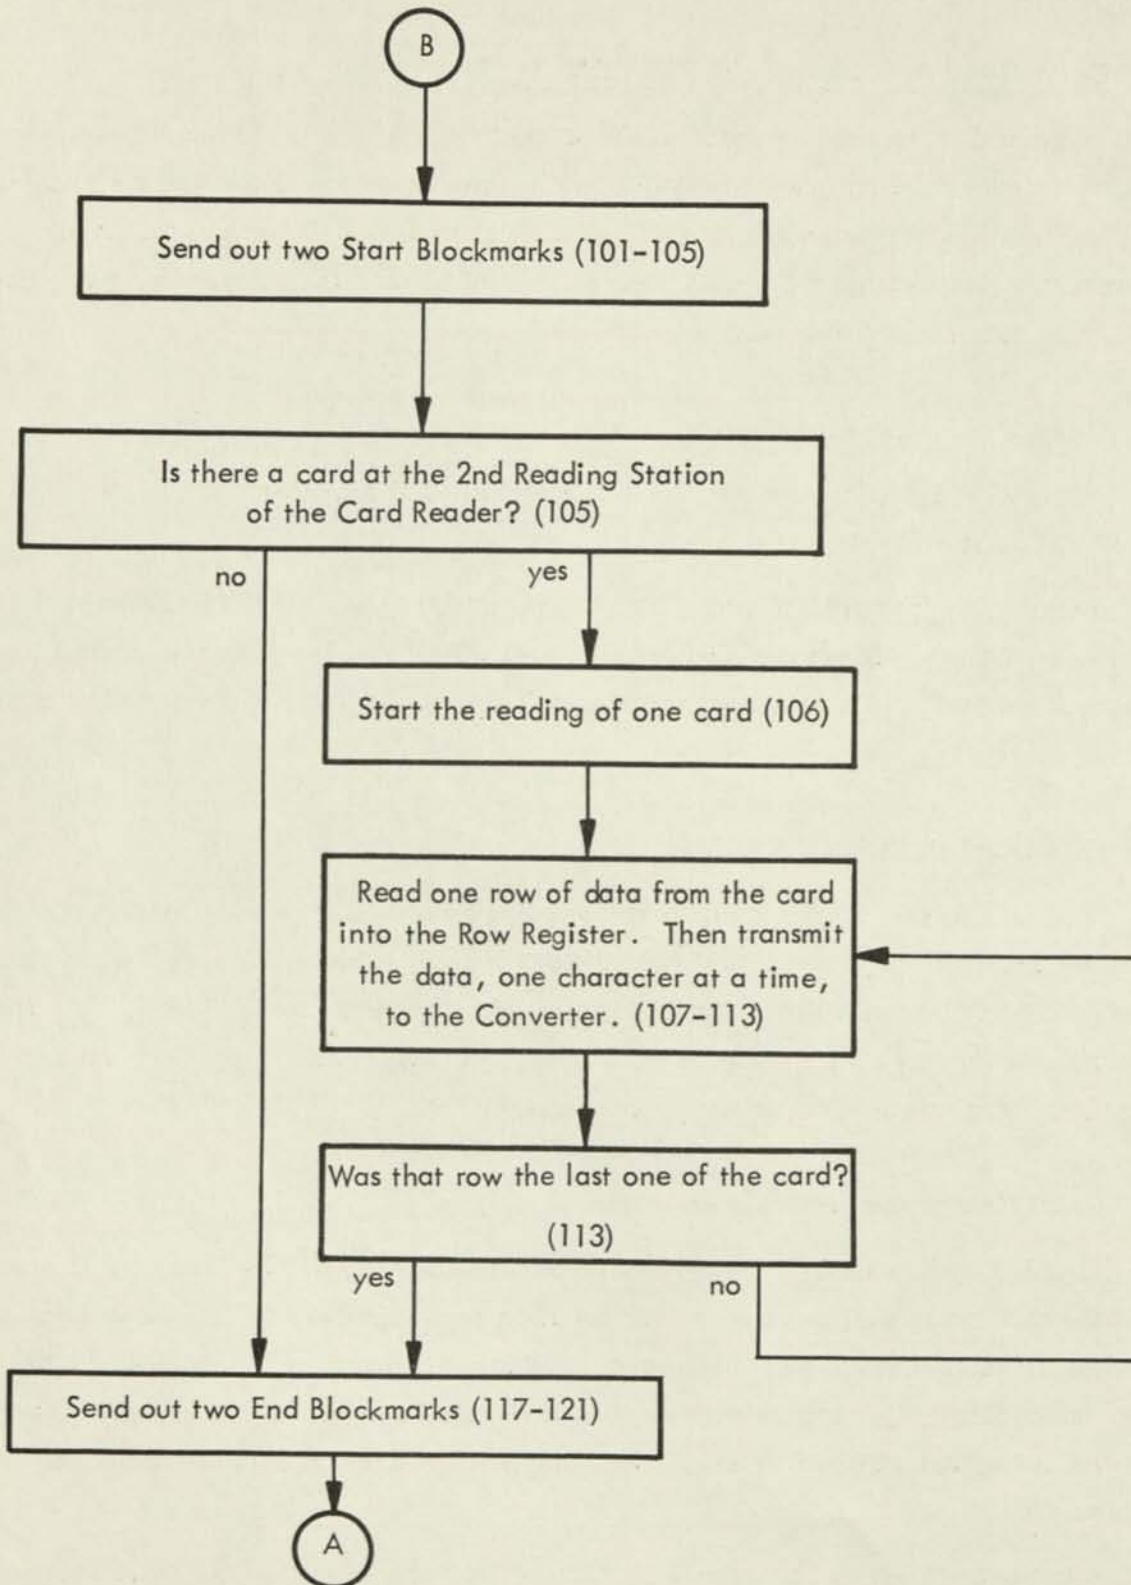 B
Send out two Start Blockmarks (101-105)
Is there a card at the 2nd Reading Station
of the Card Reader? (105)
no
yes
Start the reading of one card (106)
Read one row of data from the card
into the Row Register. Then transmit
the data, one character at a time,
to the Converter. (107-113)
Was that row the last one of the card?
(113)
yes
no
Send out two End Blockmarks (117-121)
A